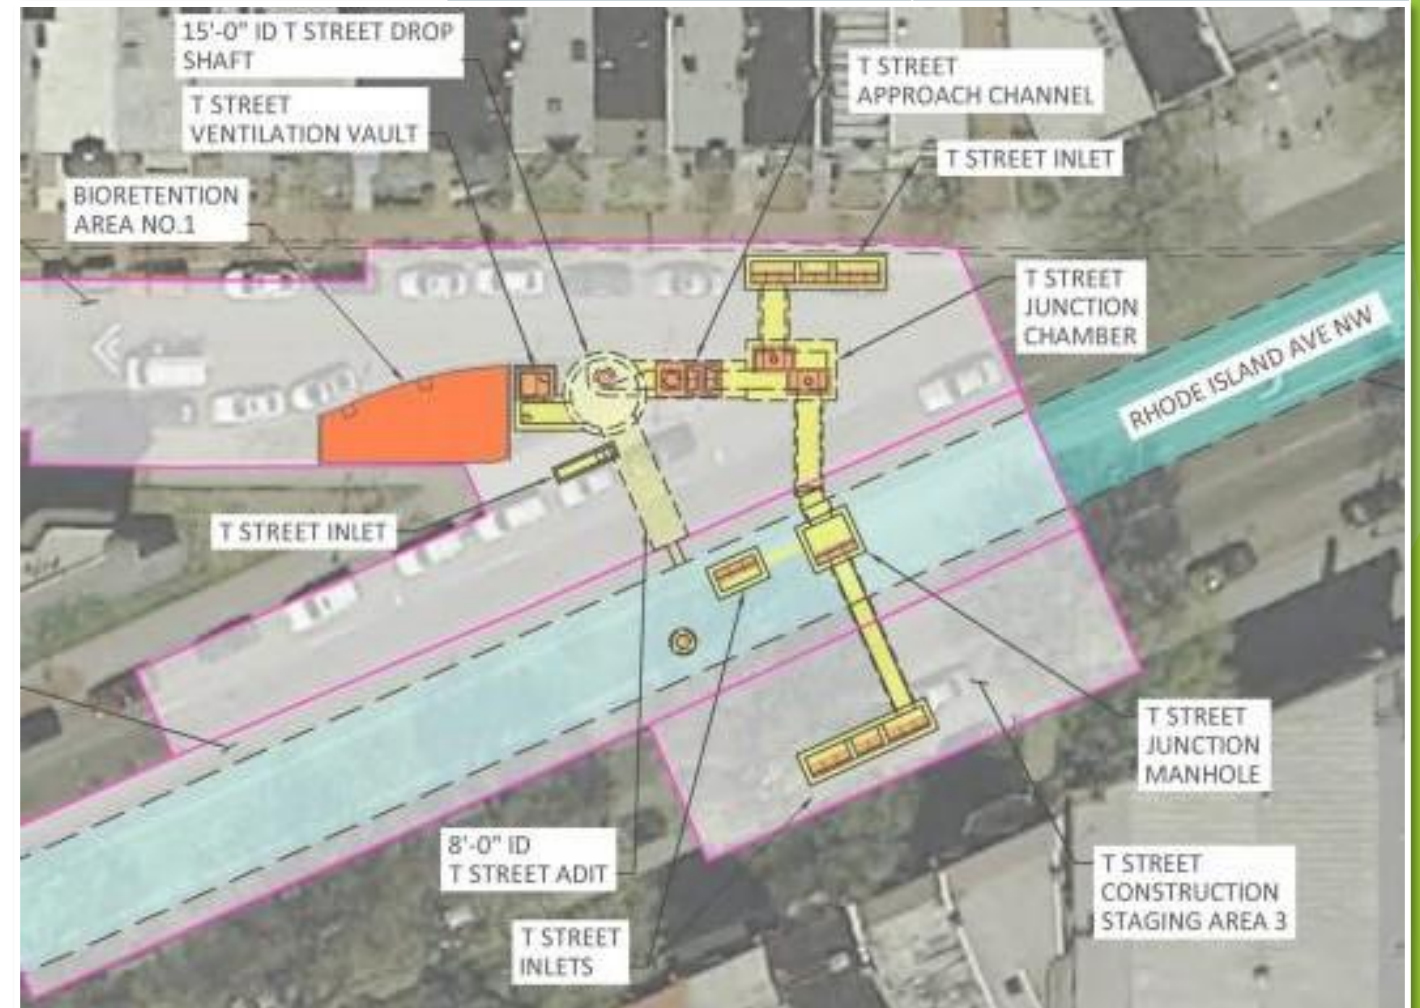 15'-0" ID T STREET DROP
SHAFT
T STREET
VENTILATION VAULT
BIORETENTION
AREA NO.1
T STREET
APPROACH CHANNEL
T STREET INLET
T STREET
JUNCTION
CHAMBER
RHODE ISLAND AVE NW
T STREET INLET
T STREET
JUNCTION
MANHOLE
8'-0" ID
T STREET ADIT
T STREET
CONSTRUCTION
STAGING AREA 3
T STREET
INLETS